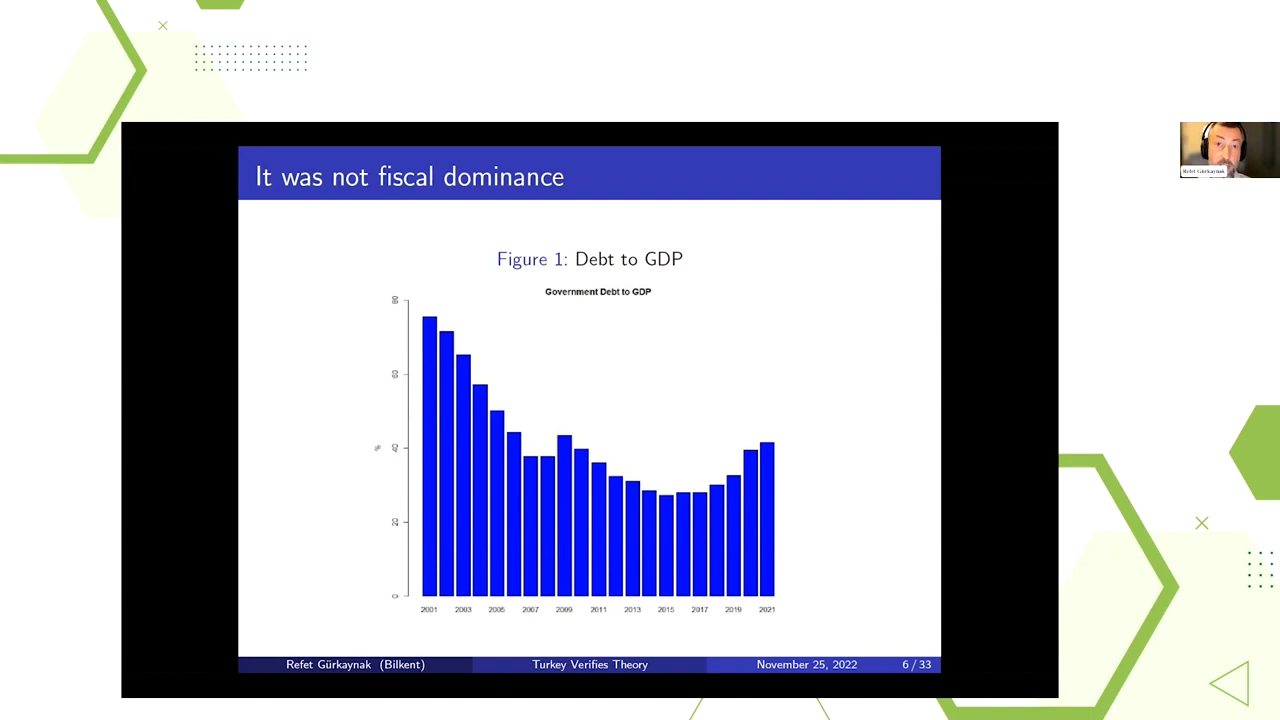 It was not fiscal dominance
Figure 1: Debt to GDP
Government Debt to GDP
80
60
%
40
20
0
2001 2003 2005 2007 2009 2011 2013 2015 2017 2019 2021
Refet Gürkaynak (Bilkent) Turkey Verifies Theory November 25, 2022 6 / 33
Refet Gürkaynak